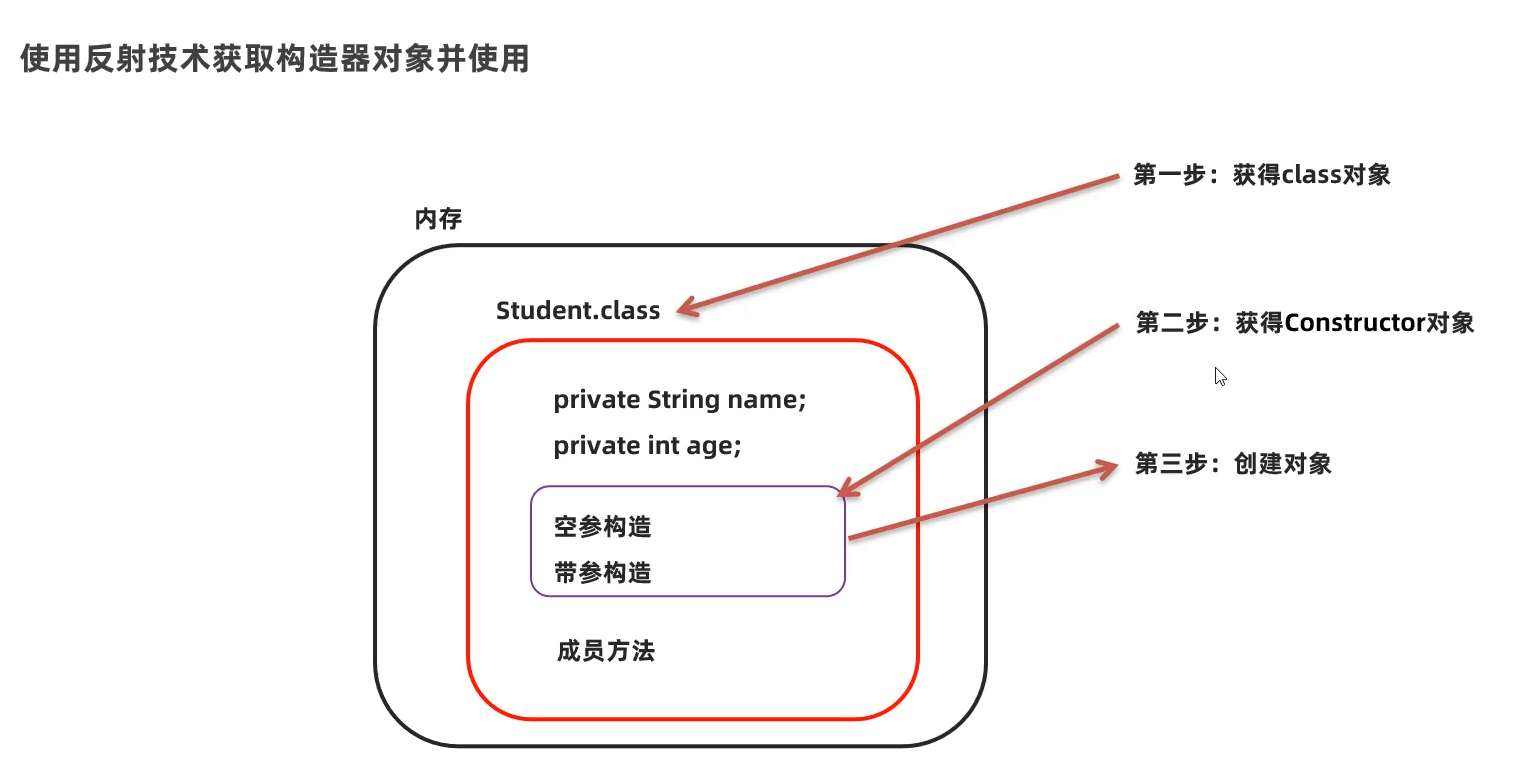 使用反射技术获取构造器对象并使用
第一步：获得class对象
内存
Student.class
第二步：获得Constructor对象
private String name;
private int age;
第三步：创建对象
空参构造
带参构造
成员方法